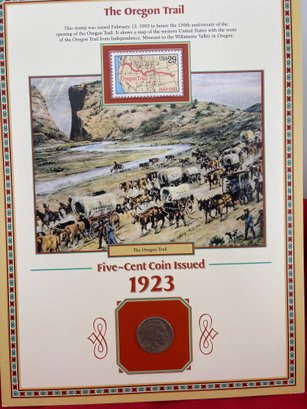 The Oregon Trail
This stamp was issued February 12, 1993 to honor the 150th anniversary of the
opening of the Oregon Trail. It shows a map of the western United States with the route
of the Oregon Trail from Independence, Missouri to the Willamette Valley in Oregon.
USA 29
Oregon Trail
1843-1993
The Oregon Trail
Five~Cent Coin Issued
1923